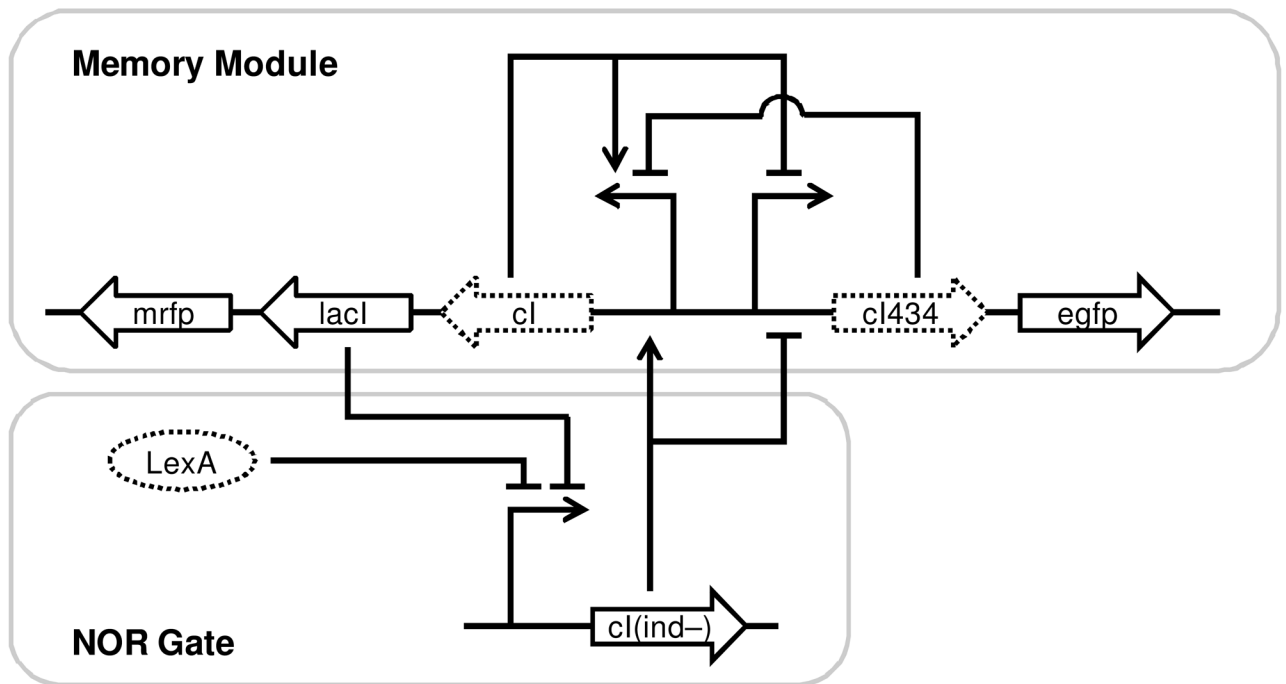 Memory Module
mrfp lacI cI cI434 egfp
LexA
cI(ind–)
NOR Gate